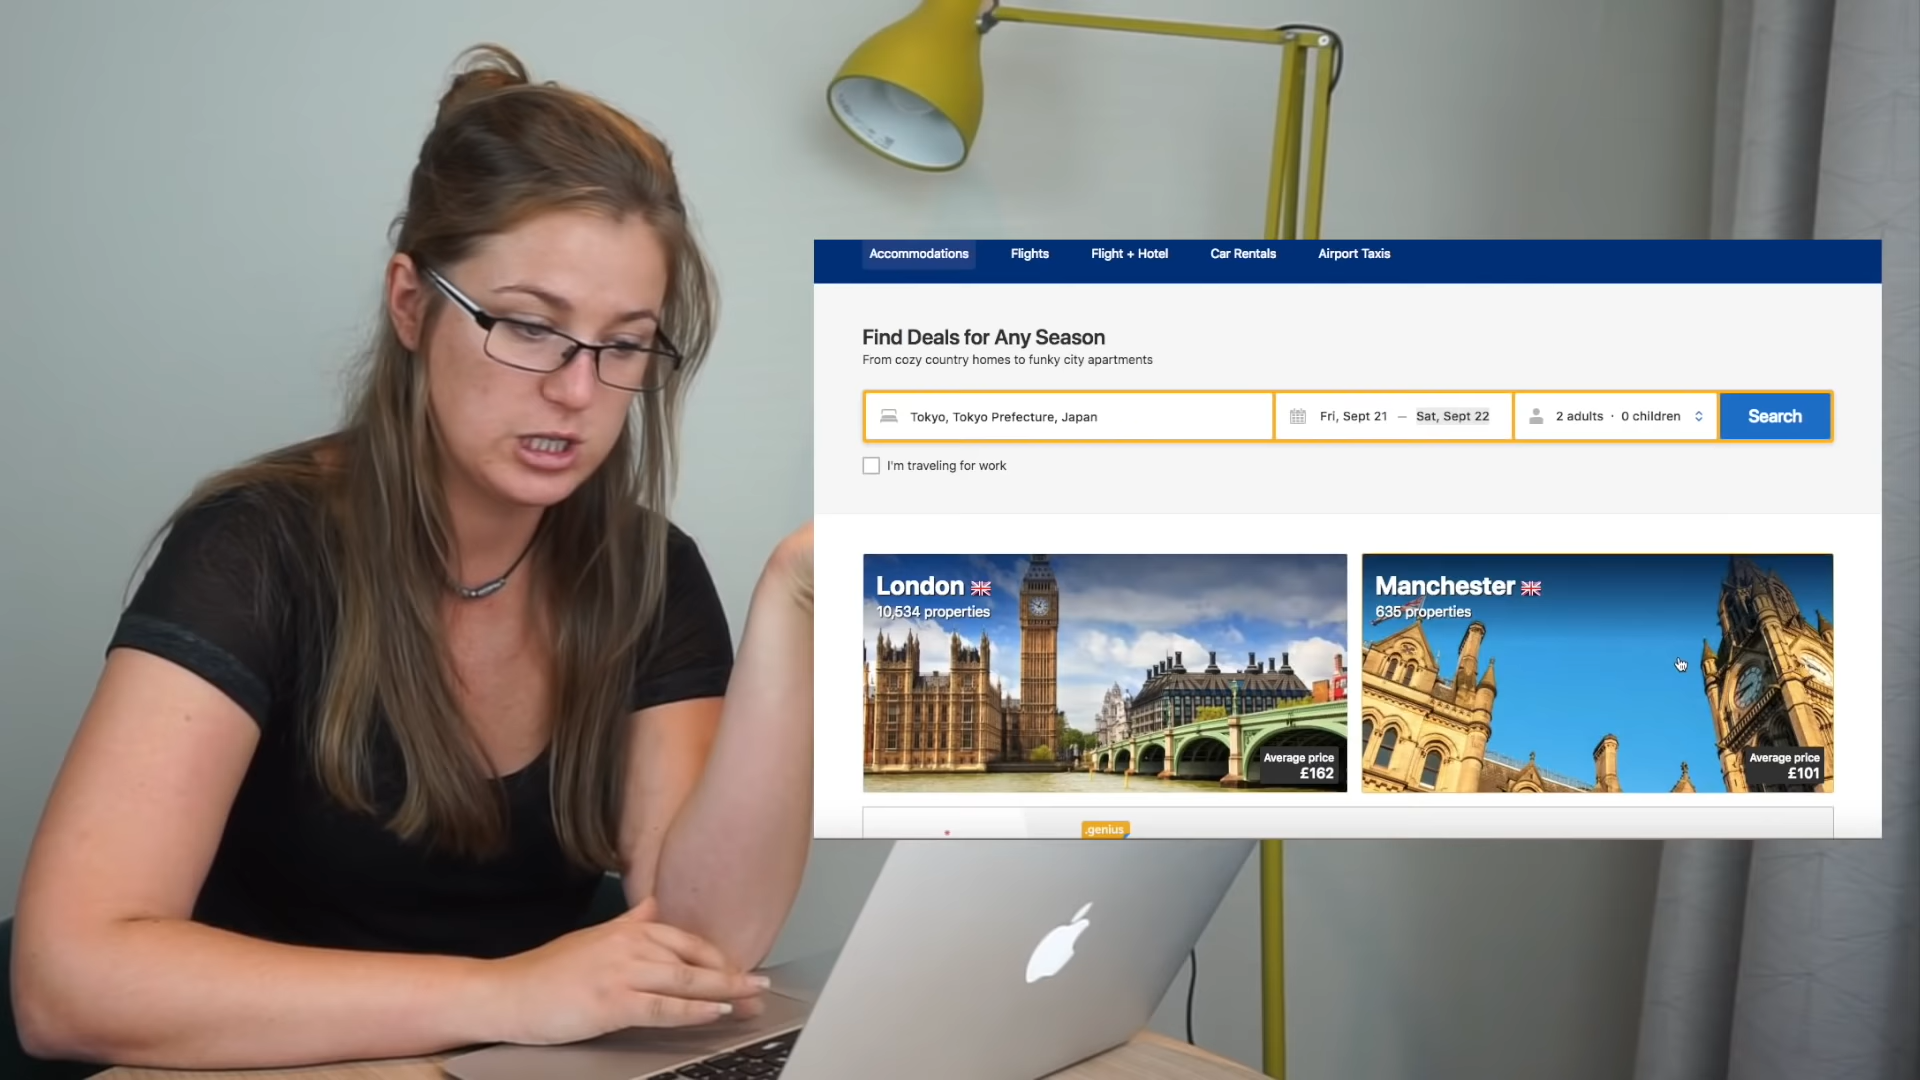 Accommodations Flights Flight + Hotel Car Rentals Airport Taxis
Find Deals for Any Season
From cozy country homes to funky city apartments
Tokyo, Tokyo Prefecture, Japan Fri, Sept 21 — Sat, Sept 22 2 adults · 0 children Search
I'm traveling for work
London
10,534 properties
Average price
£162
Manchester
635 properties
Average price
£101
.genius